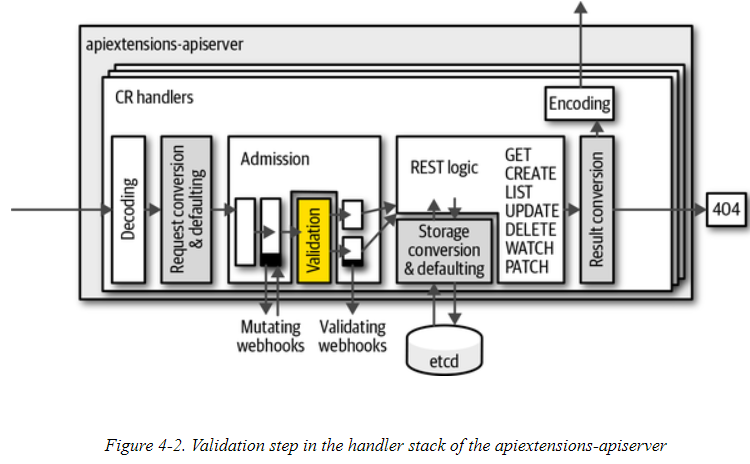 apiextensions-apiserver
CR handlers
Encoding
Decoding
Request conversion
& defaulting
Admission
Validation
REST logic
GET
CREATE
LIST
UPDATE
DELETE
WATCH
PATCH
Storage
conversion
& defaulting
Result conversion
404
Mutating
webhooks
Validating
webhooks
etcd
Figure 4-2. Validation step in the handler stack of the apiextensions-apiserver